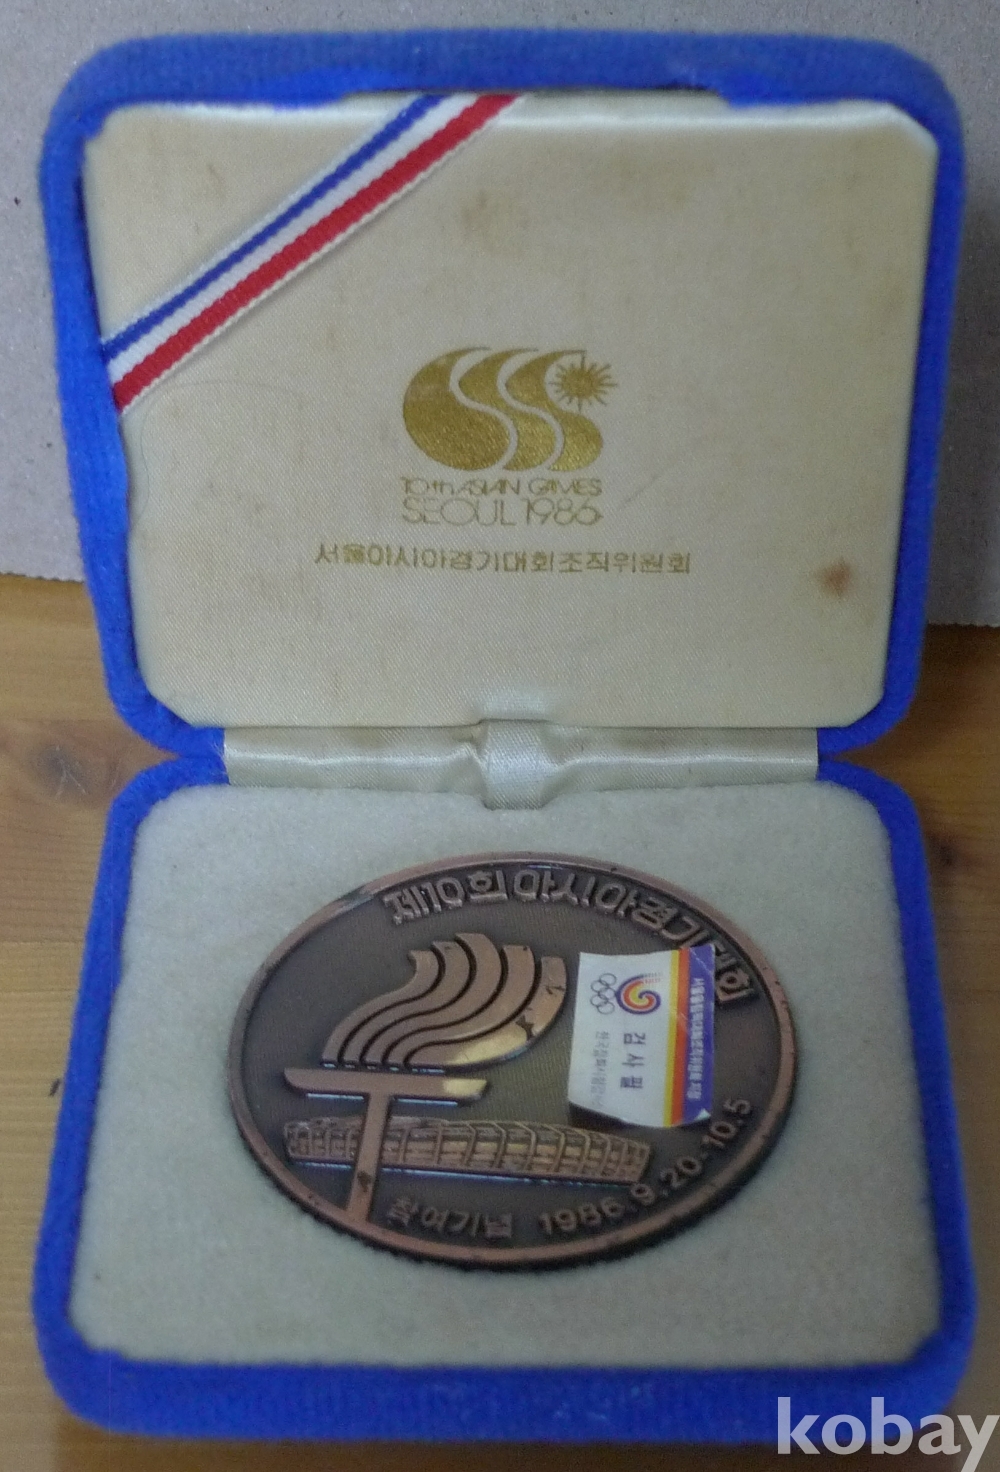 10th ASIAN GAMES
SEOUL 1986
서울아시아경기대회조직위원회
제10회 아시아경기대회
검사필
참여기념 1986.9.20-10.5
kobay